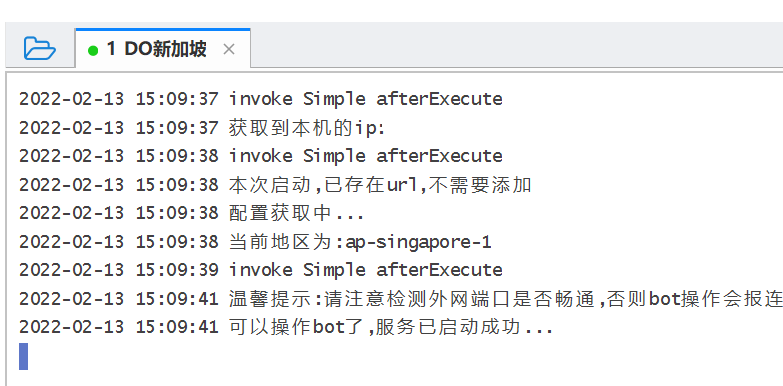 1 DO新加坡
2022-02-13 15:09:37 invoke Simple afterExecute
2022-02-13 15:09:37 获取到本机的ip:
2022-02-13 15:09:38 invoke Simple afterExecute
2022-02-13 15:09:38 本次启动,已存在url,不需要添加
2022-02-13 15:09:38 配置获取中...
2022-02-13 15:09:38 当前地区为:ap-singapore-1
2022-02-13 15:09:39 invoke Simple afterExecute
2022-02-13 15:09:41 温馨提示:请注意检测外网端口是否畅通,否则bot操作会报连
2022-02-13 15:09:41 可以操作bot了,服务已启动成功...